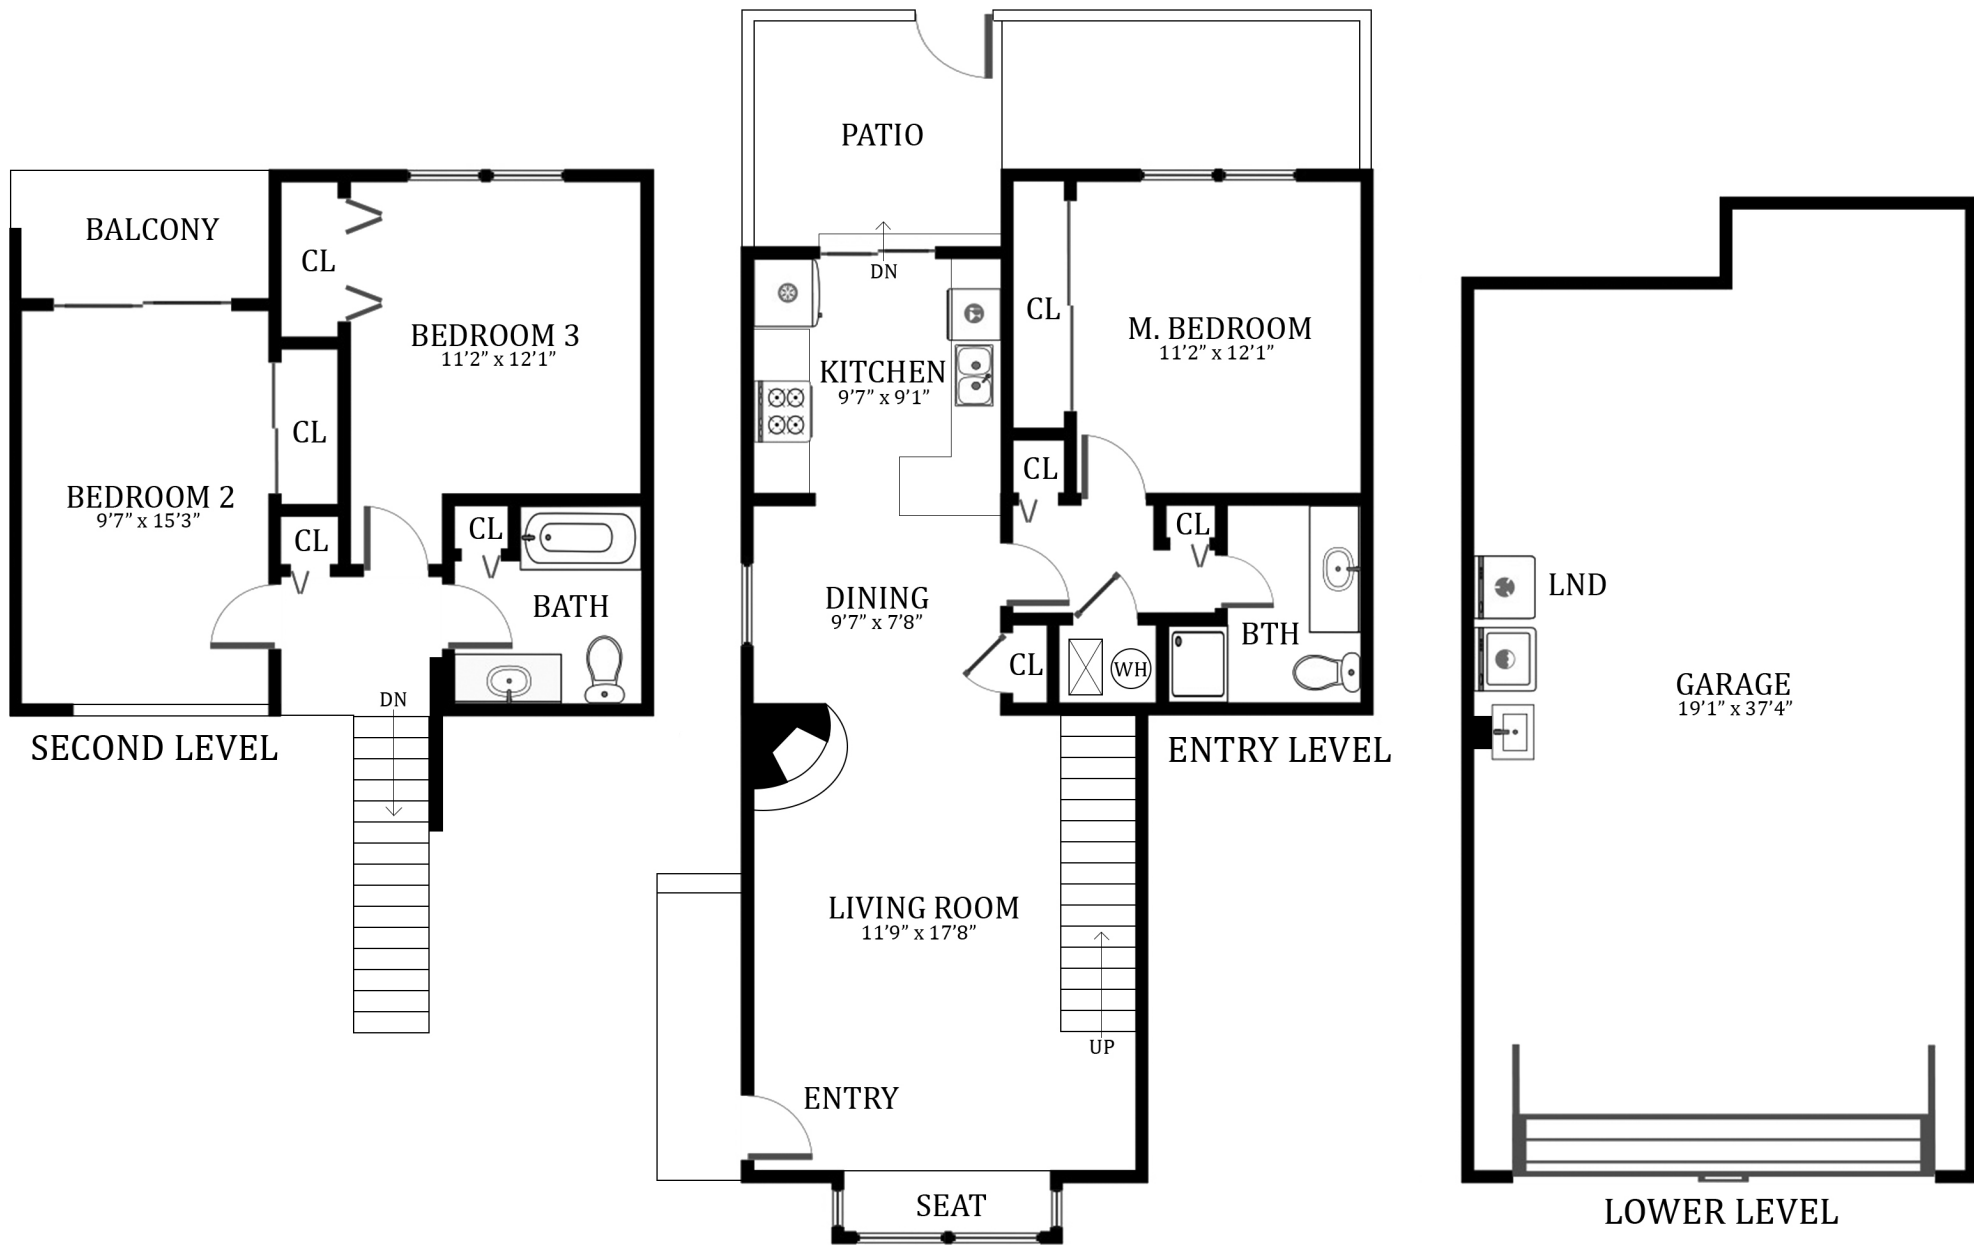 BALCONY
CL
BEDROOM 3
11’2” x 12’1”
CL
BEDROOM 2
9’7” x 15’3”
CL
CL
BATH
DN
SECOND LEVEL
PATIO
DN
CL
M. BEDROOM
11’2” x 12’1”
KITCHEN
9’7” x 9’1”
CL
CL
DINING
9’7” x 7’8”
BTH
CL
WH
ENTRY LEVEL
LIVING ROOM
11’9” x 17’8”
UP
ENTRY
SEAT
LND
GARAGE
19’1” x 37’4”
LOWER LEVEL